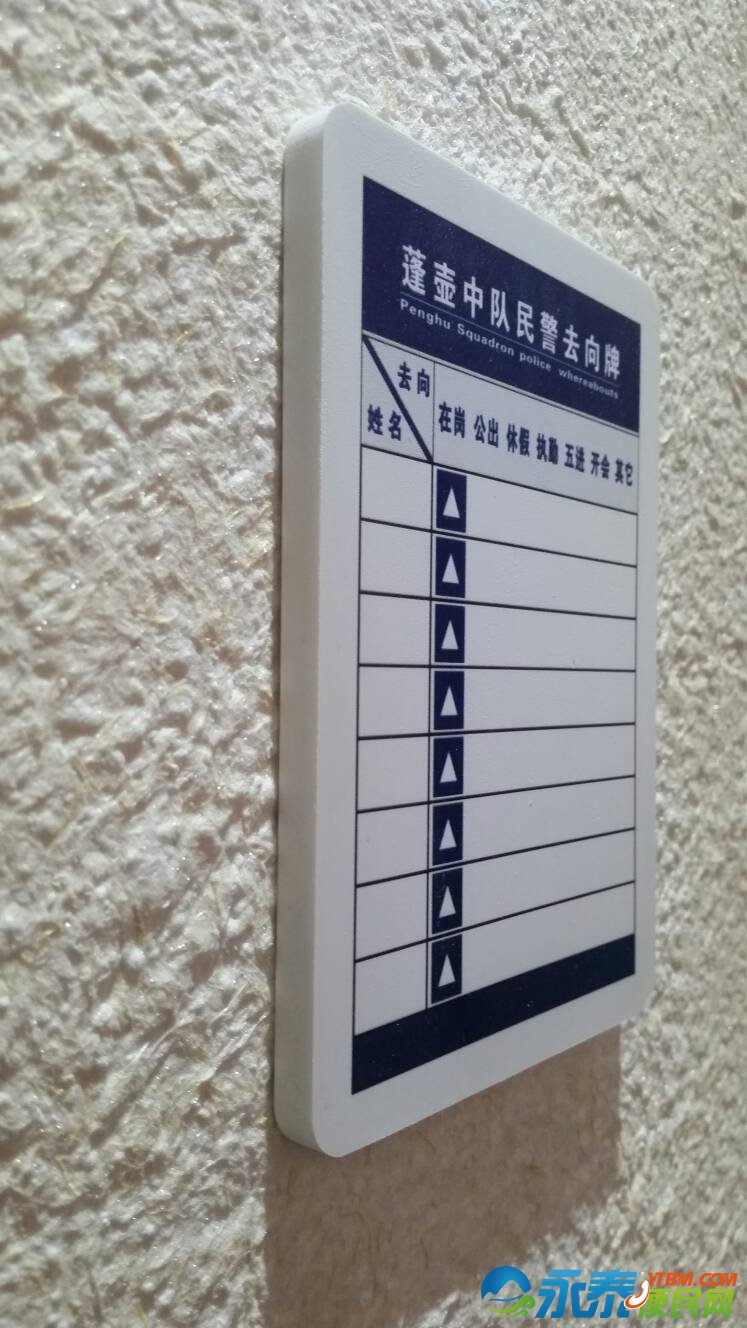 蓬壶中队民警去向牌
Penghu Squadron police whereabouts
去向
姓名
在岗 公出 休假 执勤 五进 开会 其它
永泰便民网
YTBM.COM